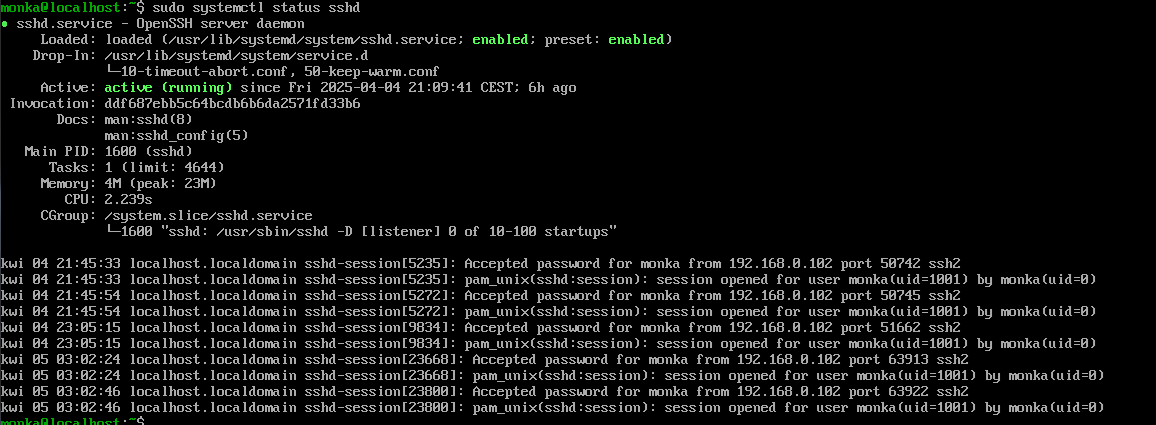 monka@localhost:~$ sudo systemctl status sshd
● sshd.service - OpenSSH server daemon
Loaded: loaded (/usr/lib/systemd/system/sshd.service; enabled; preset: enabled)
Drop-In: /usr/lib/systemd/system/service.d
└─10-timeout-abort.conf, 50-keep-warm.conf
Active: active (running) since Fri 2025-04-04 21:09:41 CEST; 6h ago
Invocation: ddf687ebb5c64bcdb6b6da2571fd33b6
Docs: man:sshd(8)
man:sshd_config(5)
Main PID: 1600 (sshd)
Tasks: 1 (limit: 4644)
Memory: 4M (peak: 23M)
CPU: 2.239s
CGroup: /system.slice/sshd.service
└─1600 "sshd: /usr/sbin/sshd -D [listener] 0 of 10-100 startups"
kwi 04 21:45:33 localhost.localdomain sshd-session[5235]: Accepted password for monka from 192.168.0.102 port 50742 ssh2
kwi 04 21:45:33 localhost.localdomain sshd-session[5235]: pam_unix(sshd:session): session opened for user monka(uid=1001) by monka(uid=0)
kwi 04 21:45:54 localhost.localdomain sshd-session[5272]: Accepted password for monka from 192.168.0.102 port 50745 ssh2
kwi 04 21:45:54 localhost.localdomain sshd-session[5272]: pam_unix(sshd:session): session opened for user monka(uid=1001) by monka(uid=0)
kwi 04 23:05:15 localhost.localdomain sshd-session[9834]: Accepted password for monka from 192.168.0.102 port 51662 ssh2
kwi 04 23:05:15 localhost.localdomain sshd-session[9834]: pam_unix(sshd:session): session opened for user monka(uid=1001) by monka(uid=0)
kwi 05 03:02:24 localhost.localdomain sshd-session[23668]: Accepted password for monka from 192.168.0.102 port 63913 ssh2
kwi 05 03:02:24 localhost.localdomain sshd-session[23668]: pam_unix(sshd:session): session opened for user monka(uid=1001) by monka(uid=0)
kwi 05 03:02:46 localhost.localdomain sshd-session[23800]: Accepted password for monka from 192.168.0.102 port 63922 ssh2
kwi 05 03:02:46 localhost.localdomain sshd-session[23800]: pam_unix(sshd:session): session opened for user monka(uid=1001) by monka(uid=0)
monka@localhost:~$